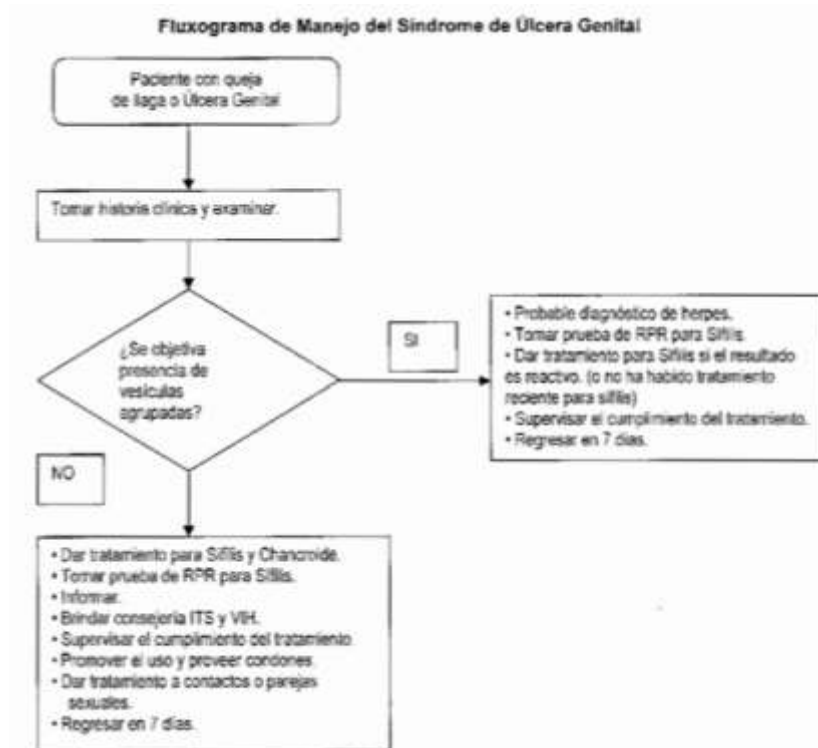 Fluxograma de Manejo del Síndrome de Úlcera Genital
Paciente con queja
de llaga o Úlcera Genital
Tomar historia clínica y examinar.
¿Se objetiva
presencia de
vesículas
agrupadas?
SI
• Probable diagnóstico de herpes.
• Tomar prueba de RPR para Sífilis.
• Dar tratamiento para Sífilis si el resultado
es reactivo. (o no ha habido tratamiento
reciente para sífilis)
• Supervisar el cumplimiento del tratamiento.
• Regresar en 7 días.
NO
• Dar tratamiento para Sífilis y Chancroide.
• Tomar prueba de RPR para Sífilis.
• Informar.
• Brindar consejería ITS y VIH.
• Supervisar el cumplimiento del tratamiento.
• Promover el uso y proveer condones.
• Dar tratamiento a contactos o parejas
sexuales.
• Regresar en 7 días.